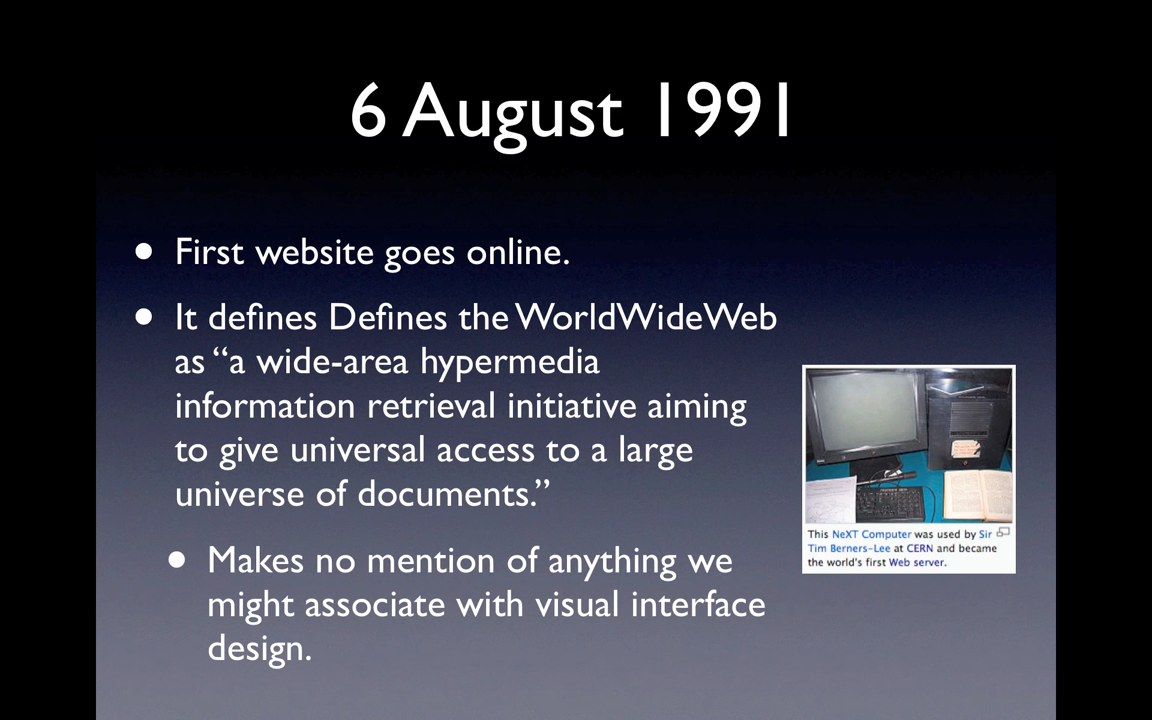 6 August 1991
• First website goes online.
• It defines Defines the WorldWideWeb
as “a wide-area hypermedia
information retrieval initiative aiming
to give universal access to a large
universe of documents.”
• Makes no mention of anything we
might associate with visual interface
design.
This NeXT Computer was used by Sir
Tim Berners-Lee at CERN and became
the world's first Web server.